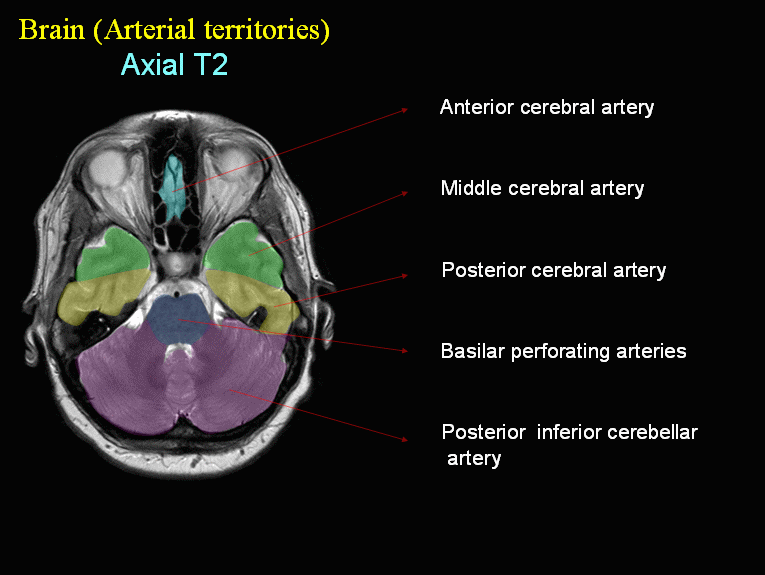 Brain (Arterial territories)
Axial T2
Anterior cerebral artery
Middle cerebral artery
Posterior cerebral artery
Basilar perforating arteries
Posterior inferior cerebellar
artery